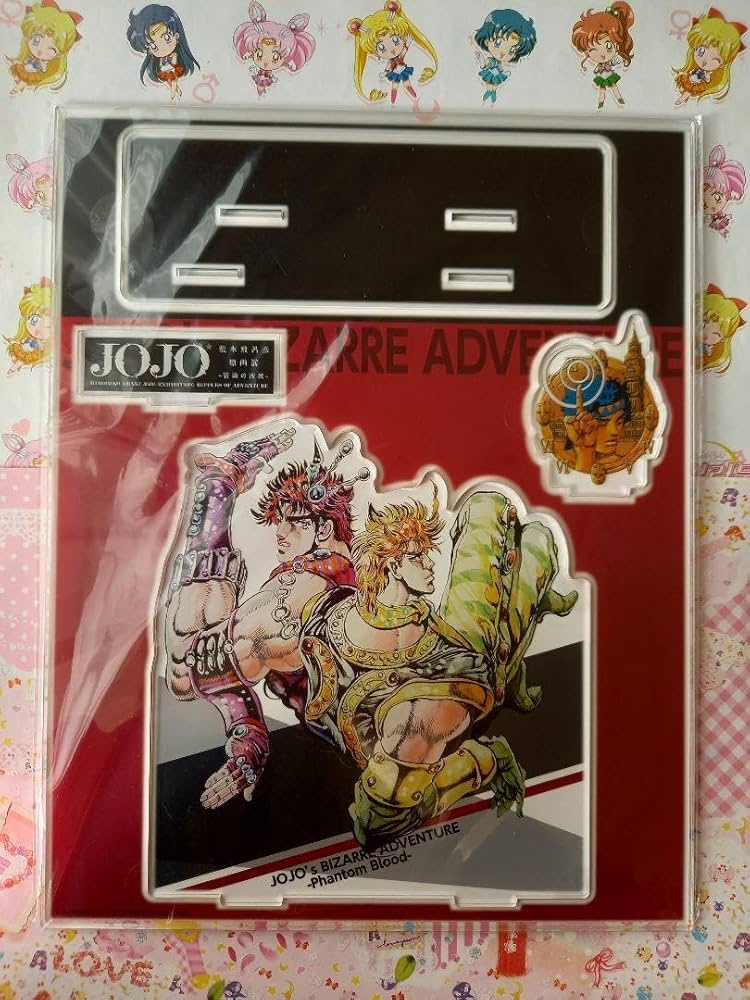 JOJO 荒木飛呂彦
原画展
-冒険の波紋-
HIROHIKO ARAKI JOJO EXHIBITION: RIPPLES OF ADVENTURE
BIZARRE ADVENTURE
JOJO's BIZARRE ADVENTURE
-Phantom Blood-
LOVE